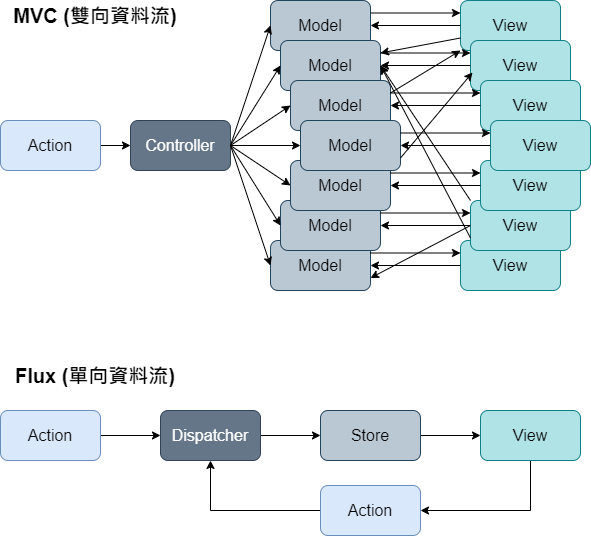 MVC (雙向資料流)
Model
View
Model
View
Model
View
Action
Controller
Model
View
Model
View
Model
View
Model
View
Flux (單向資料流)
Action
Dispatcher
Store
View
Action